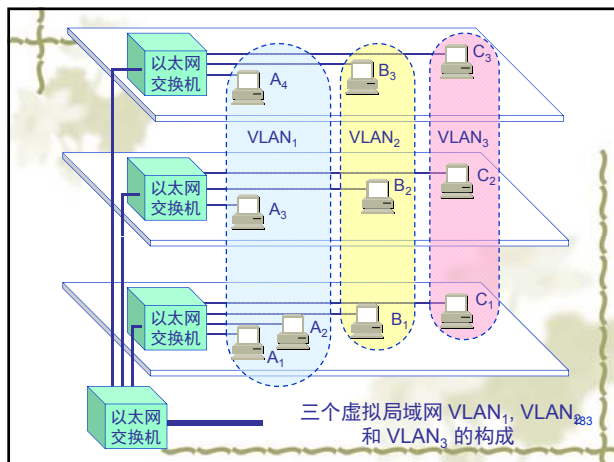 以太网
交换机
A4
B3
C3
VLAN1
VLAN2
VLAN3
以太网
交换机
A3
B2
C2
以太网
交换机
A1
A2
B1
C1
以太网
交换机
三个虚拟局域网 VLAN1, VLAN2
和 VLAN3 的构成